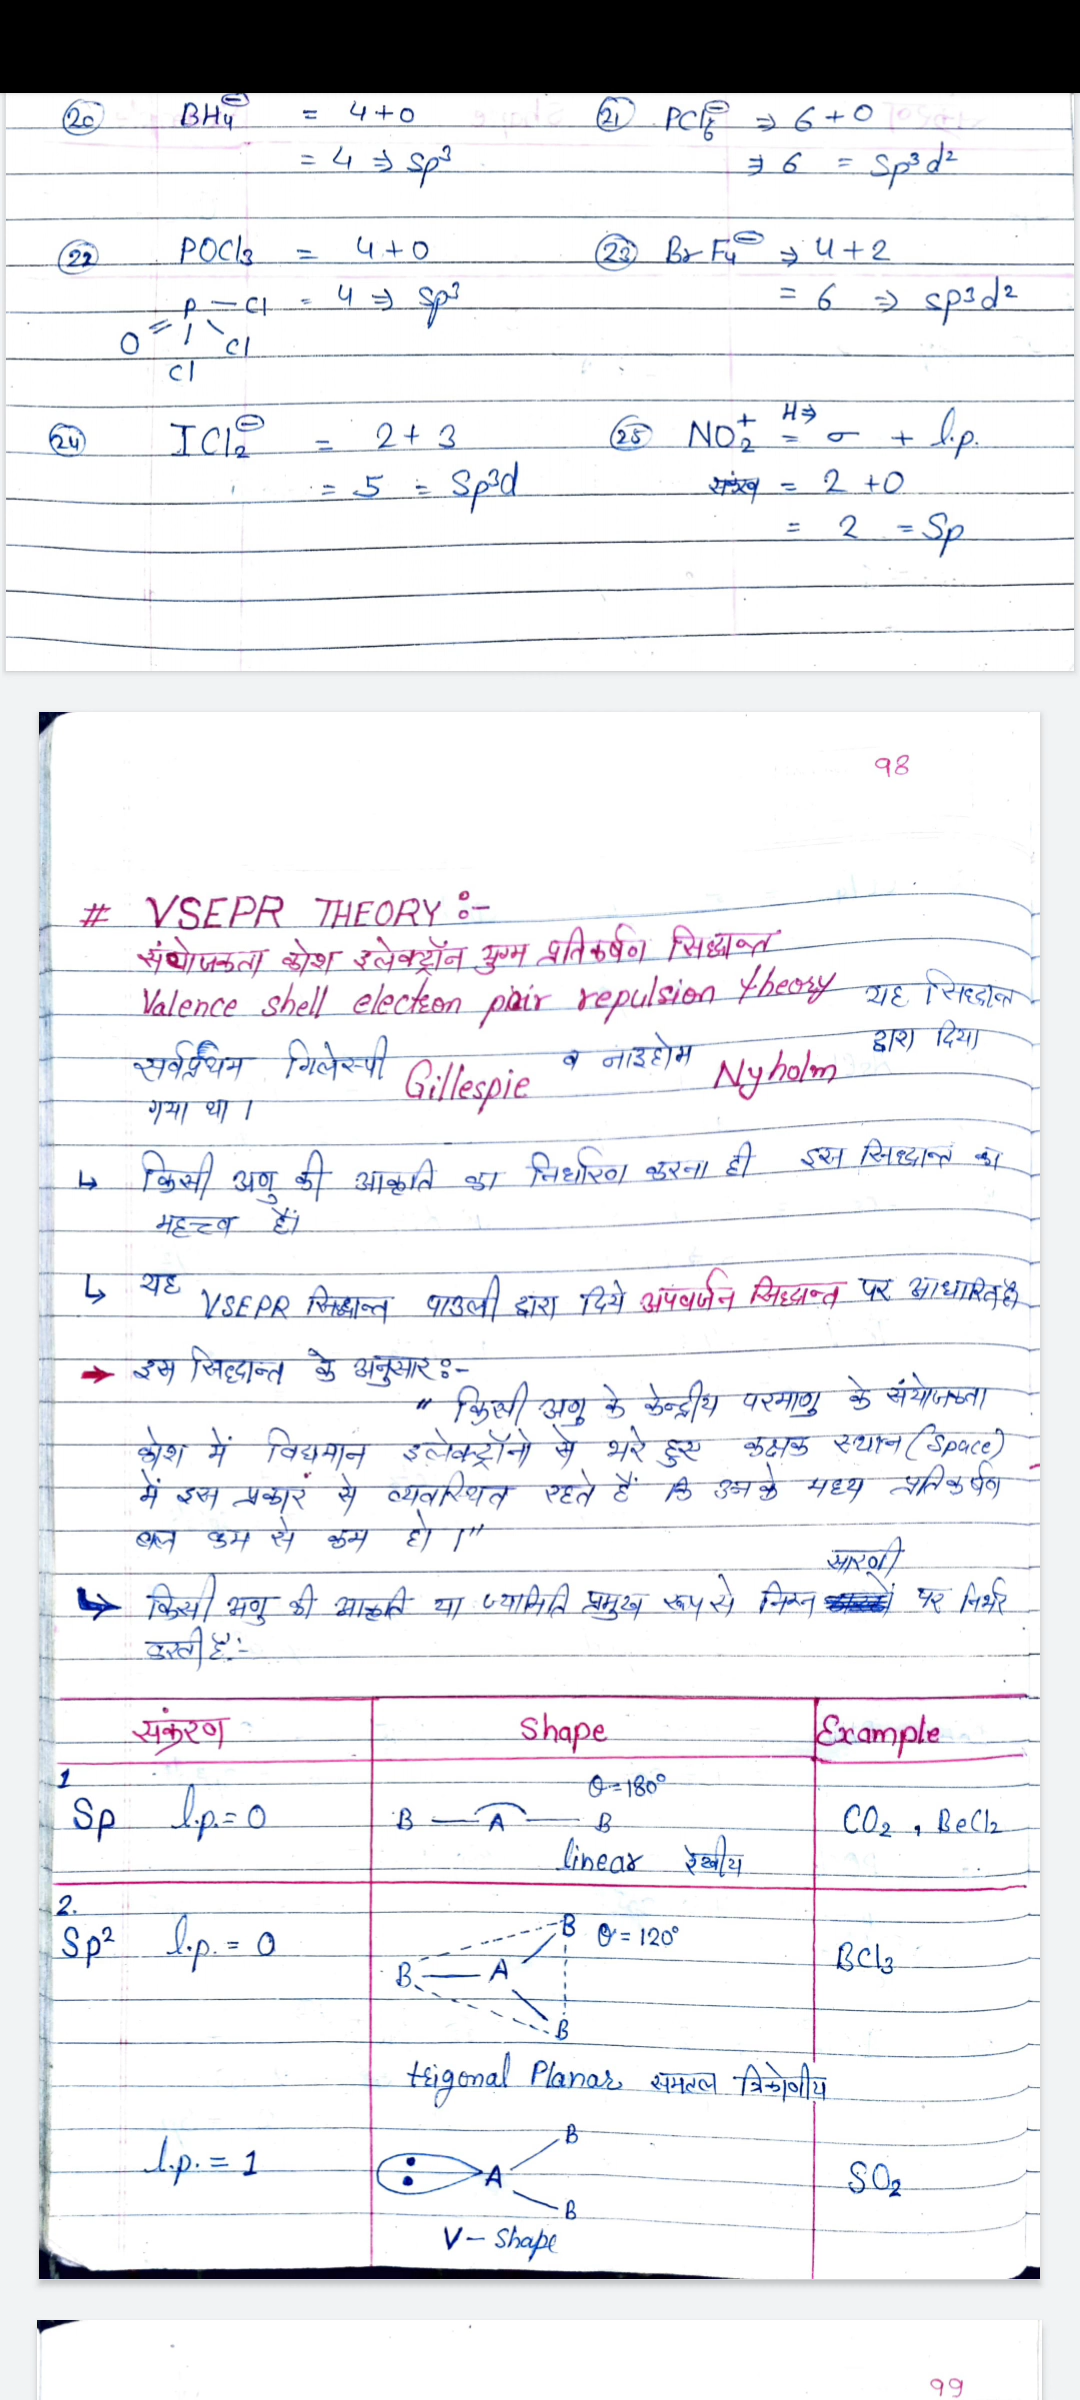 20 BH4⊖ = 4+0 21 PCl6⊖ ⇒ 6+0
= 4 ⇒ Sp³ ⇒ 6 = Sp³d²
22 POCl3 = 4+0 23 BrF4⊖ ⇒ 4+2
P — Cl = 4 ⇒ Sp³ = 6 ⇒ sp³d²
O = Cl
Cl
24 ICl2⊖ = 2+3 25 NO2⁺ H⇒ = σ + l.p.
= 5 = Sp³d = 2+0
= 2 = Sp
98
# VSEPR THEORY :-
संयोजकता कोश इलेक्ट्रॉन युग्म प्रतिकर्षण सिद्धान्त
Valence shell electron pair repulsion theory यह सिद्धान्त
सर्वप्रथम गिलेस्पी Gillespie व नाइहोम Nyholm द्वारा दिया
गया था।
↳ किसी अणु की आकृति का निर्धारण करना ही इस सिद्धान्त का
महत्त्व हैं।
↳ यह VSEPR सिद्धान्त पाउली द्वारा दिये अपवर्जन सिद्धान्त पर आधारित है
→ इस सिद्धान्त के अनुसार :-
" किसी अणु के केन्द्रीय परमाणु के संयोजकता
कोश में विद्यमान इलेक्ट्रॉनो से भरे हुए कक्षक स्थान (Space)
में इस प्रकार से व्यवस्थित रहते हैं कि उनके मध्य प्रतिकर्षण
बल कम से कम हो।"
↳ किसी अणु की आकृति या ज्यामिति प्रमुख रूप से निम्न सारणी पर निर्भर
करती है :-
संकरण Shape Example
1
Sp l.p. = 0 B — A — B θ = 180° CO2 , BeCl2
linear रेखीय
2.
Sp² l.p. = 0 B — A B B θ = 120° BCl3
trigonal Planar समतल त्रिकोणीय
l.p. = 1 : A B B SO2
V - Shape
99